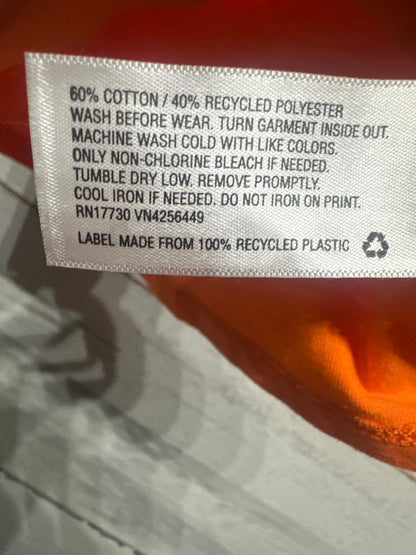 60% COTTON / 40% RECYCLED POLYESTER
WASH BEFORE WEAR. TURN GARMENT INSIDE OUT.
MACHINE WASH COLD WITH LIKE COLORS.
ONLY NON-CHLORINE BLEACH IF NEEDED.
TUMBLE DRY LOW. REMOVE PROMPTLY.
COOL IRON IF NEEDED. DO NOT IRON ON PRINT.
RN17730 VN4256449
LABEL MADE FROM 100% RECYCLED PLASTIC